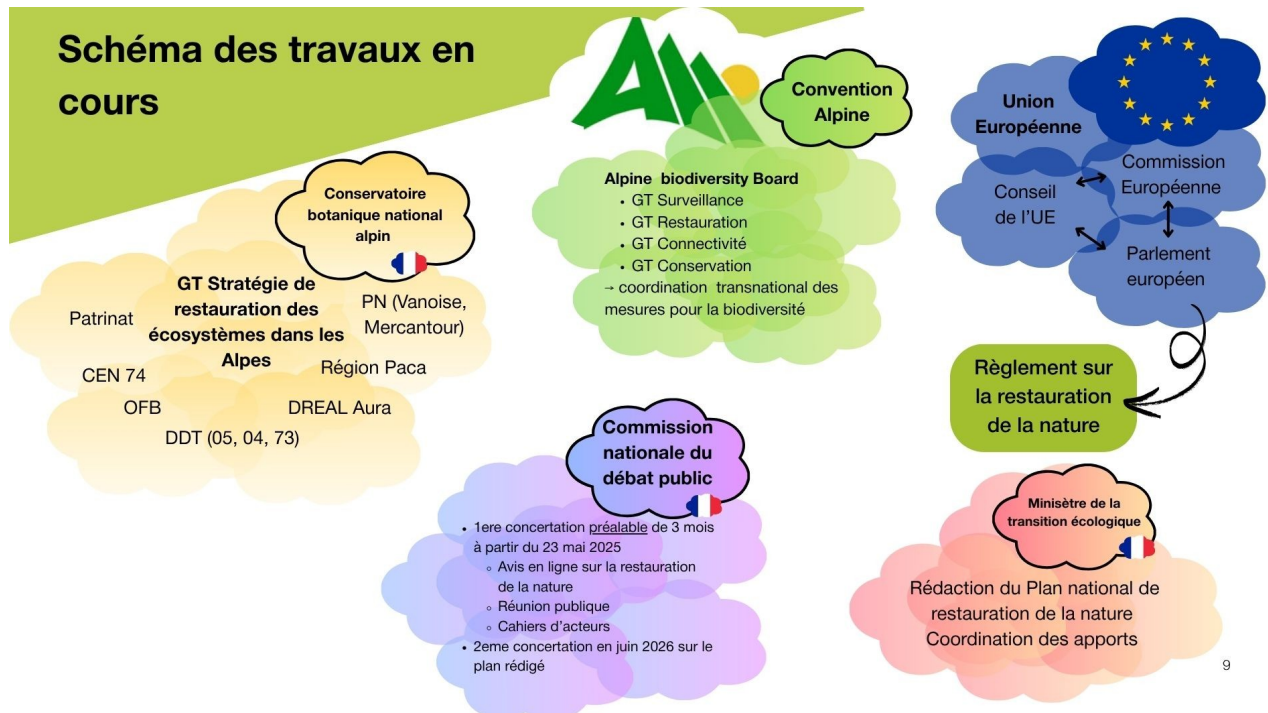 Schéma des travaux en
cours
Conservatoire
botanique national
alpin
GT Stratégie de
restauration des
écosystèmes dans les
Alpes
Patrinat
PN (Vanoise,
Mercantour)
CEN 74
Région Paca
OFB
DREAL Aura
DDT (05, 04, 73)
Convention
Alpine
Alpine biodiversity Board
• GT Surveillance
• GT Restauration
• GT Connectivité
• GT Conservation
→ coordination transnational des
mesures pour la biodiversité
Union
Européenne
Commission
Européenne
Conseil
de l'UE
Parlement
européen
Règlement sur
la restauration
de la nature
Commission
nationale du
débat public
• 1ere concertation préalable de 3 mois
à partir du 23 mai 2025
◦ Avis en ligne sur la restauration
de la nature
◦ Réunion publique
◦ Cahiers d'acteurs
• 2eme concertation en juin 2026 sur le
plan rédigé
Minisètre de la
transition écologique
Rédaction du Plan national de
restauration de la nature
Coordination des apports
9